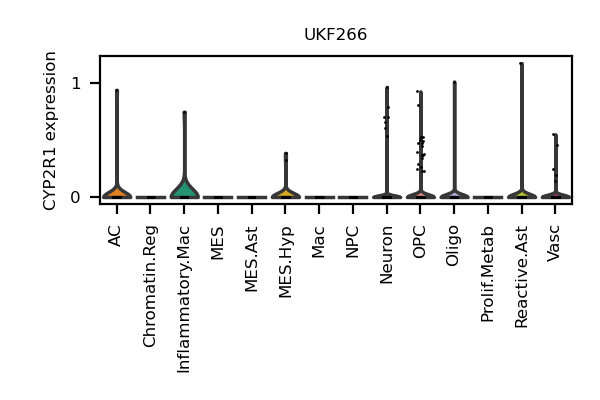 UKF266
CYP2R1 expression
1
0
AC
Chromatin.Reg
Inflammatory.Mac
MES
MES.Ast
MES.Hyp
Mac
NPC
Neuron
OPC
Oligo
Prolif.Metab
Reactive.Ast
Vasc